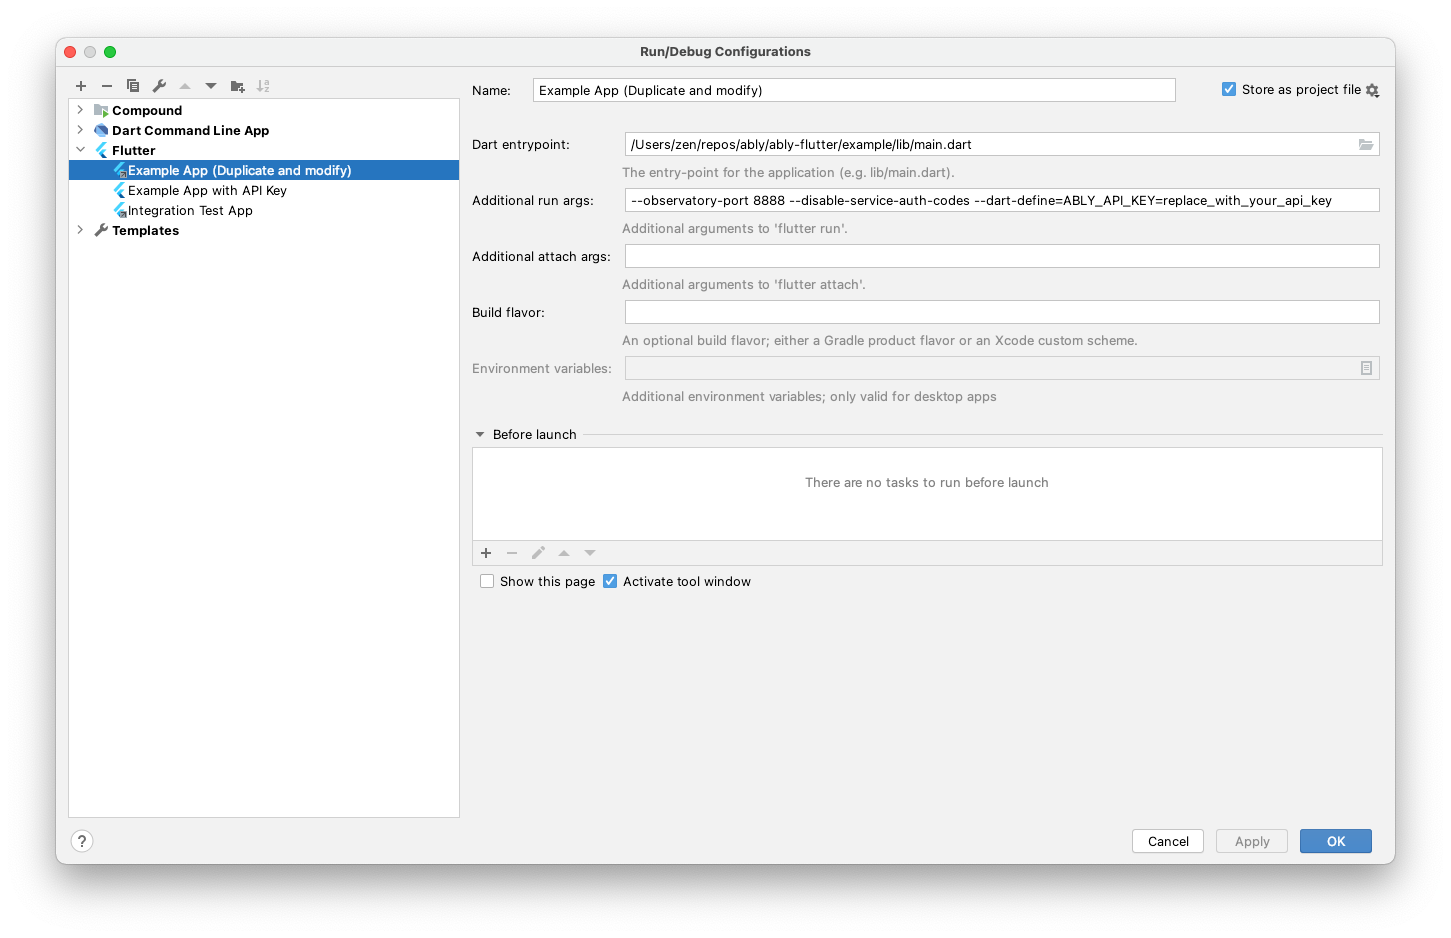 Run/Debug Configurations
Compound
Dart Command Line App
Flutter
Example App (Duplicate and modify)
Example App with API Key
Integration Test App
Templates
Name: Example App (Duplicate and modify) Store as project file
Dart entrypoint: /Users/zen/repos/ably/ably-flutter/example/lib/main.dart
The entry-point for the application (e.g. lib/main.dart).
Additional run args: --observatory-port 8888 --disable-service-auth-codes --dart-define=ABLY_API_KEY=replace_with_your_api_key
Additional arguments to 'flutter run'.
Additional attach args:
Additional arguments to 'flutter attach'.
Build flavor:
An optional build flavor; either a Gradle product flavor or an Xcode custom scheme.
Environment variables:
Additional environment variables; only valid for desktop apps
Before launch
There are no tasks to run before launch
Show this page Activate tool window
? Cancel Apply OK